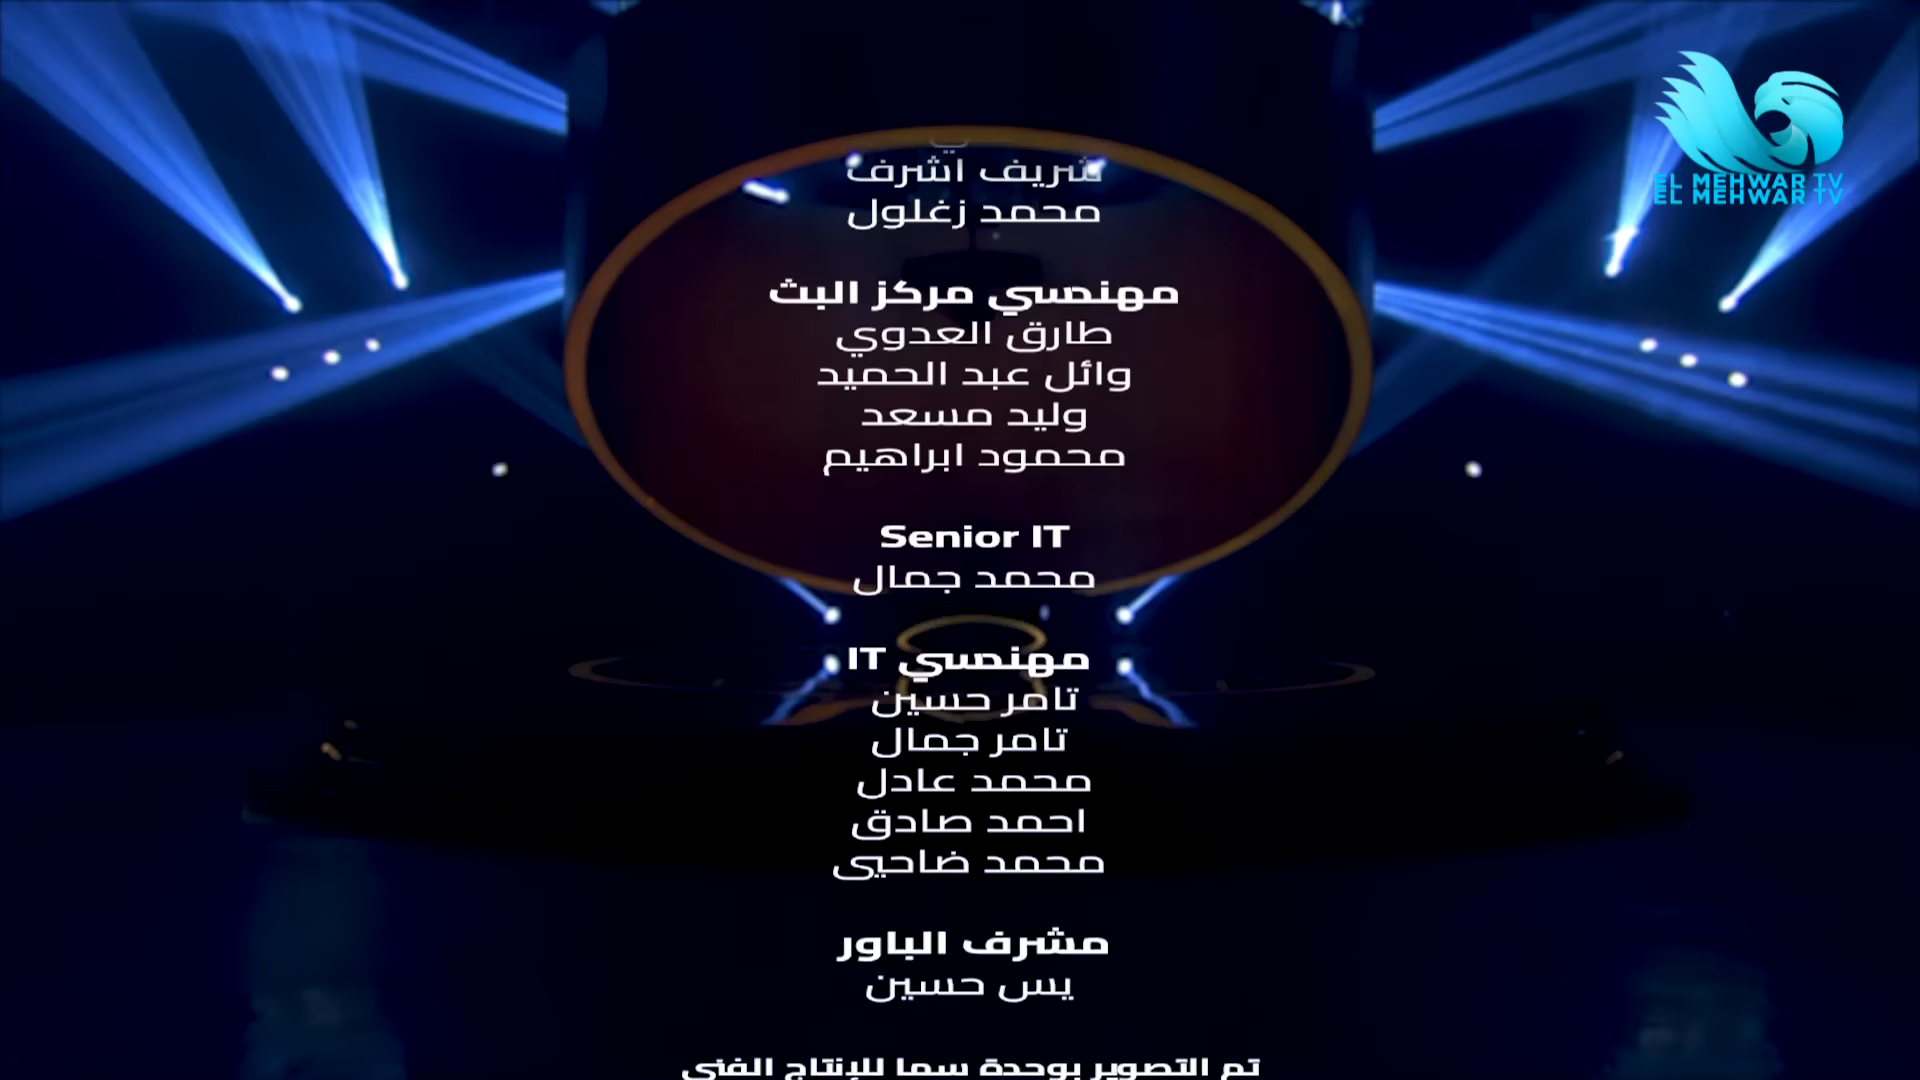 EL MEHWAR TV
EL MEHWAR TV
شريف اشرف
محمد زغلول
مهندسي مركز البث
طارق العدوي
وائل عبد الحميد
وليد مسعد
محمود ابراهيم
Senior IT
محمد جمال
مهندسي IT
تامر حسين
تامر جمال
محمد عادل
احمد صادق
محمد ضاحيى
مشرف الباور
يس حسين
تم التصوير بوحدة سما للإنتاج الفني